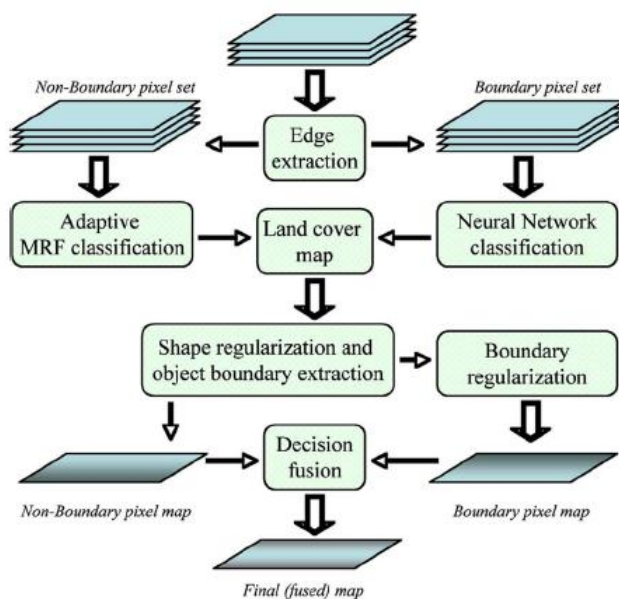 Non-Boundary pixel set
Boundary pixel set
Edge
extraction
Adaptive
MRF classification
Land cover
map
Neural Network
classification
Shape regularization and
object boundary extraction
Boundary
regularization
Decision
fusion
Non-Boundary pixel map
Boundary pixel map
Final (fused) map